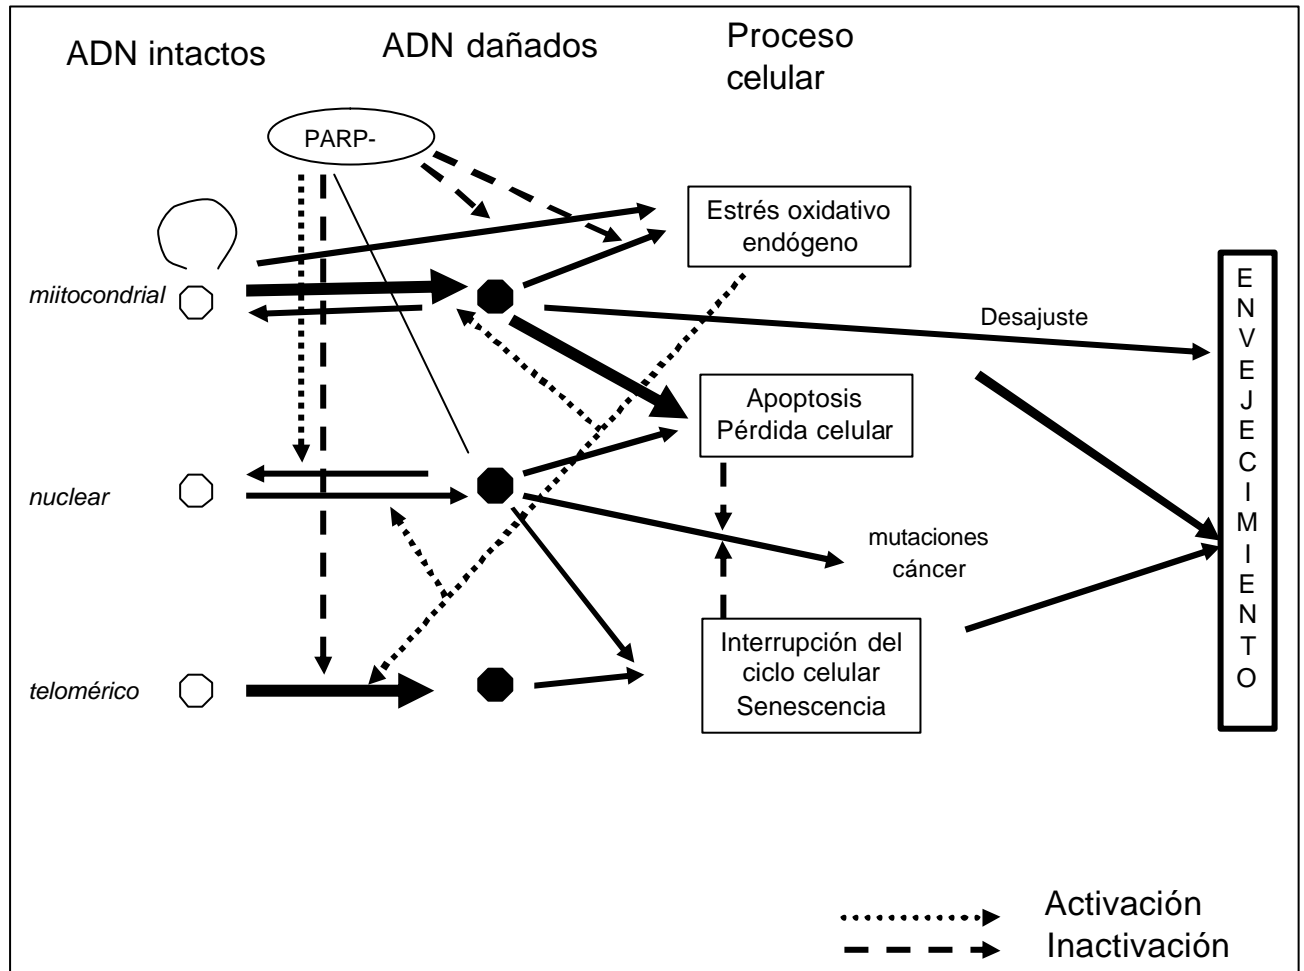 ADN intactos
ADN dañados
Proceso
celular
PARP-
Estrés oxidativo
endógeno
miitocondrial
Desajuste
Apoptosis
Pérdida celular
nuclear
mutaciones
cáncer
Interrupción del
ciclo celular
Senescencia
telomérico
E
N
V
E
J
E
C
I
M
I
E
N
T
O
Activación
Inactivación